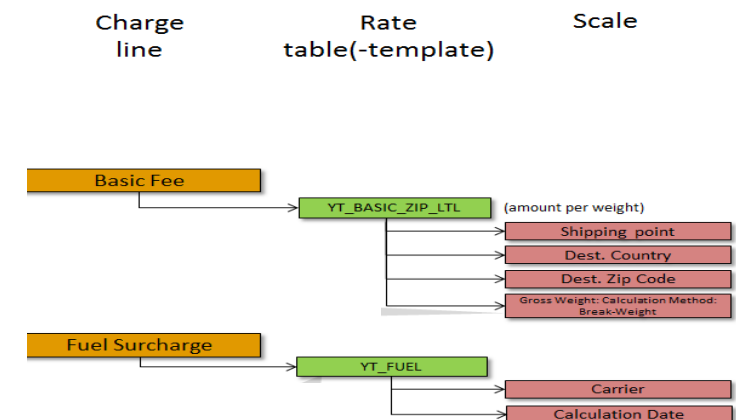 Charge
line
Rate
table(-template)
Scale
Basic Fee
YT_BASIC_ZIP_LTL
(amount per weight)
Shipping point
Dest. Country
Dest. Zip Code
Gross Weight: Calculation Method:
Break-Weight
Fuel Surcharge
YT_FUEL
Carrier
Calculation Date